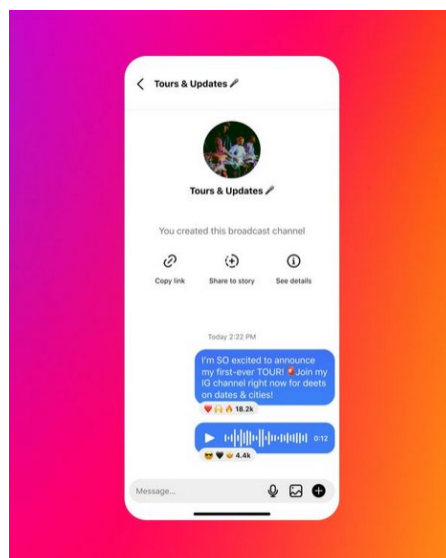 Tours & Updates 🎤
Tours & Updates 🎤
You created this broadcast channel
Copy link
Share to story
See details
Today 2:22 PM
I'm SO excited to announce
my first-ever TOUR! 🚨Join my
IG channel right now for deets
on dates & cities!
❤️🙌🔥 18.2k
0:12
😎🖤🤩 4.4k
Message...